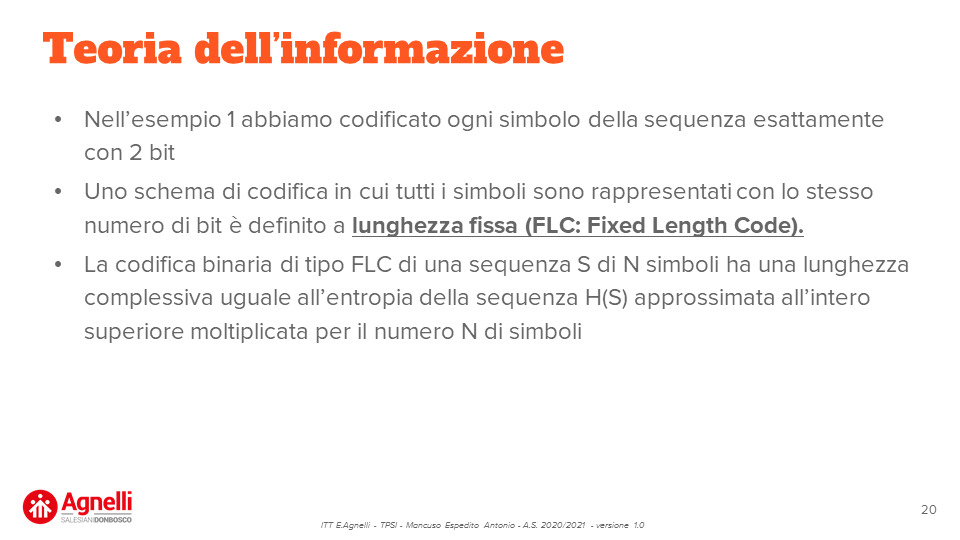 Teoria dell’informazione
• Nell’esempio 1 abbiamo codificato ogni simbolo della sequenza esattamente
con 2 bit
• Uno schema di codifica in cui tutti i simboli sono rappresentati con lo stesso
numero di bit è definito a lunghezza fissa (FLC: Fixed Length Code).
• La codifica binaria di tipo FLC di una sequenza S di N simboli ha una lunghezza
complessiva uguale all’entropia della sequenza H(S) approssimata all’intero
superiore moltiplicata per il numero N di simboli
Agnelli
SALESIANI DONBOSCO
ITT E.Agnelli - TPSI - Mancuso Espedito Antonio - A.S. 2020/2021 - versione 1.0
20